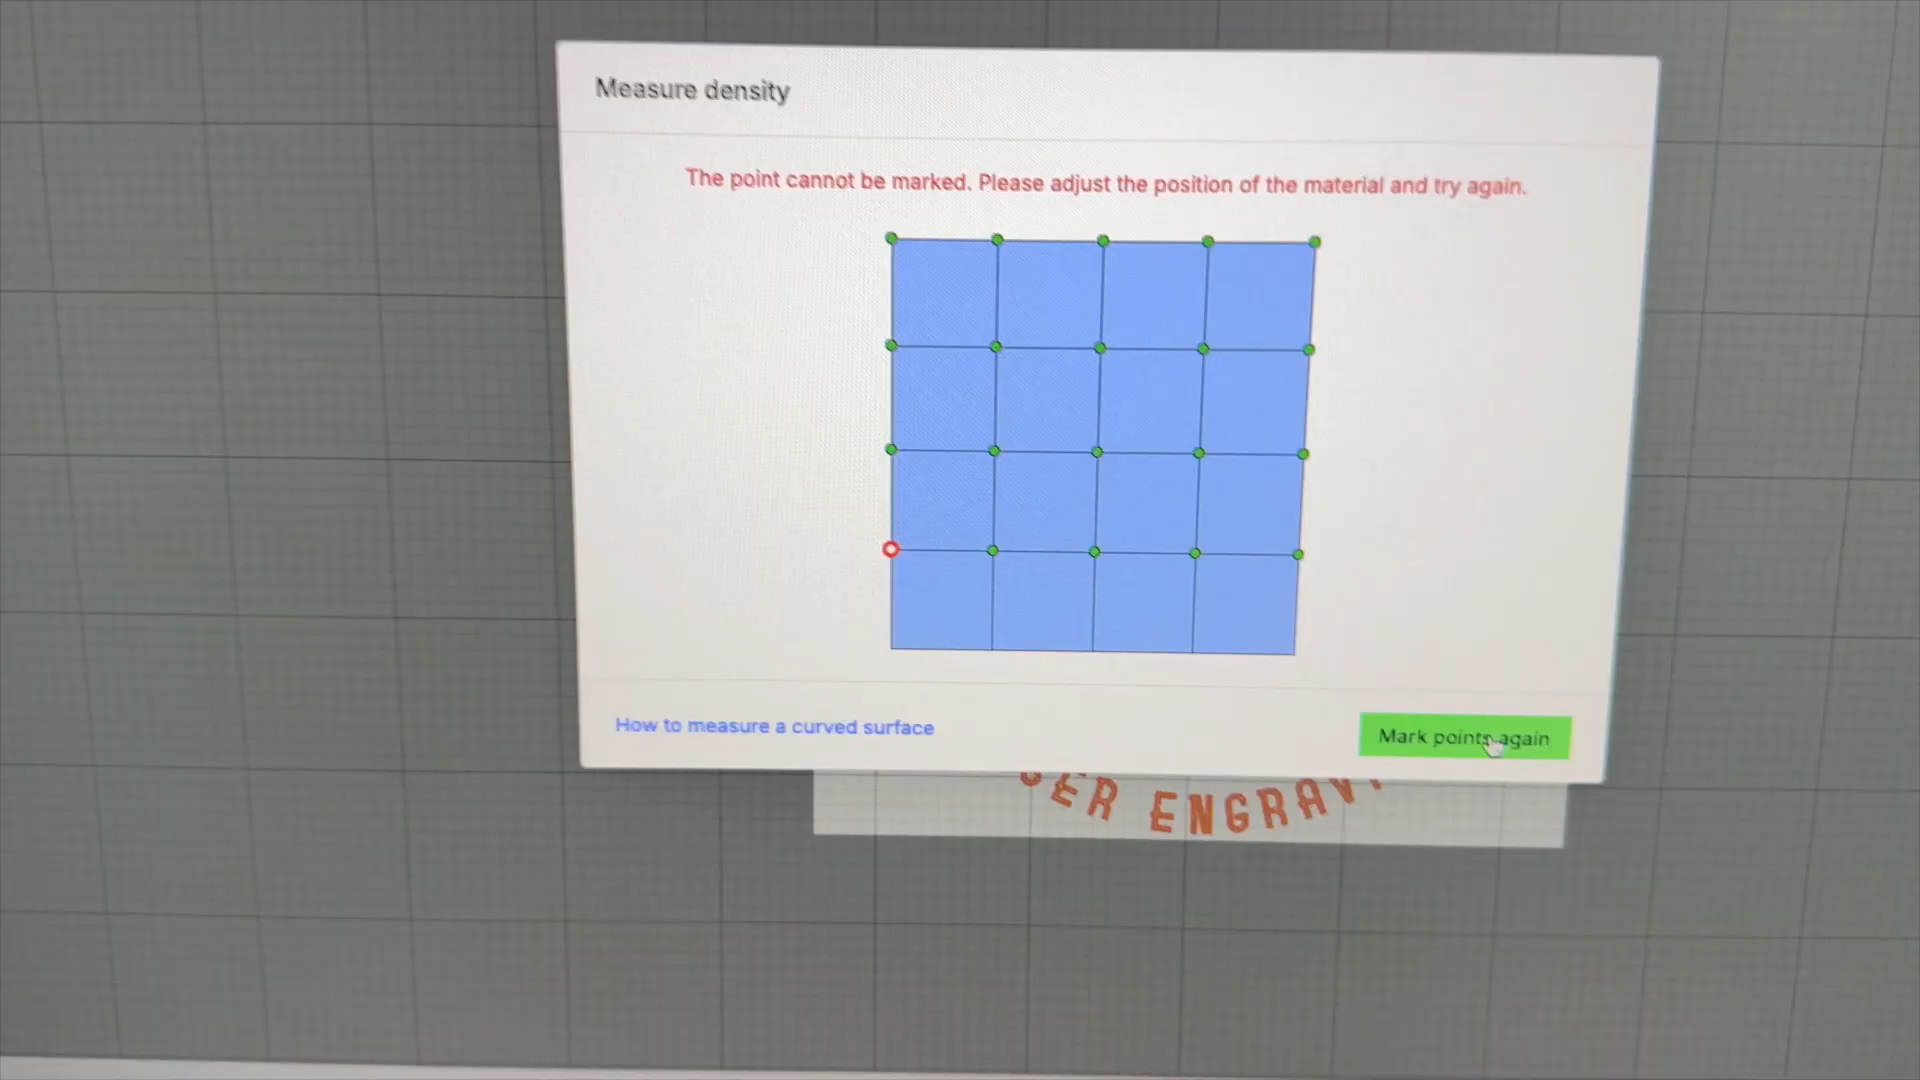 Measure density
The point cannot be marked. Please adjust the position of the material and try again.
How to measure a curved surface
Mark points again
ER ENGRAV